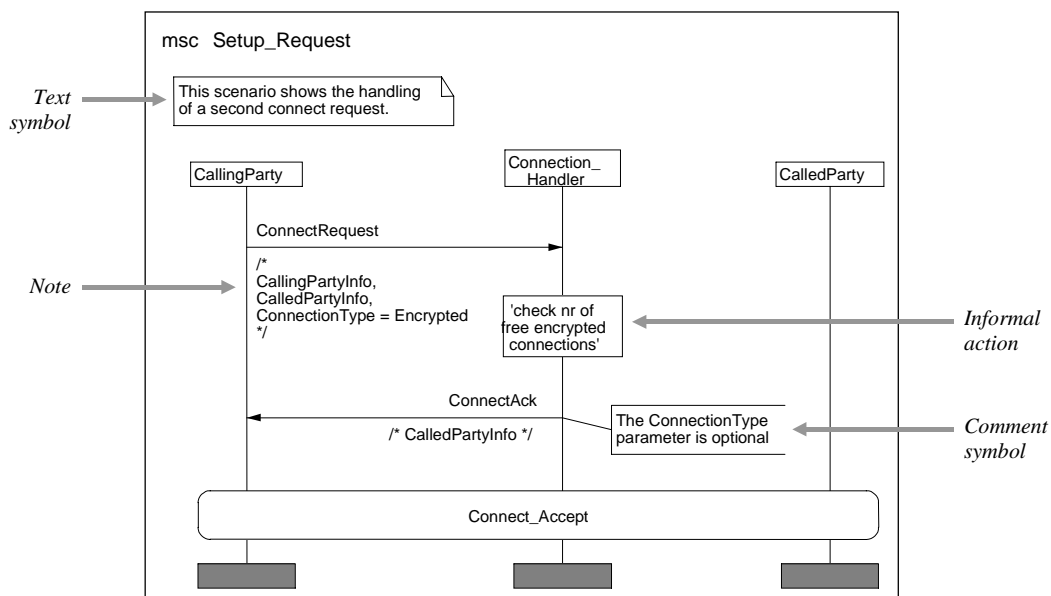 msc Setup_Request
Text
symbol
This scenario shows the handling
of a second connect request.
CallingParty
Connection_
Handler
CalledParty
ConnectRequest
Note
/*
CallingPartyInfo,
CalledPartyInfo,
ConnectionType = Encrypted
*/
'check nr of
free encrypted
connections'
Informal
action
ConnectAck
/* CalledPartyInfo */
The ConnectionType
parameter is optional
Comment
symbol
Connect_Accept